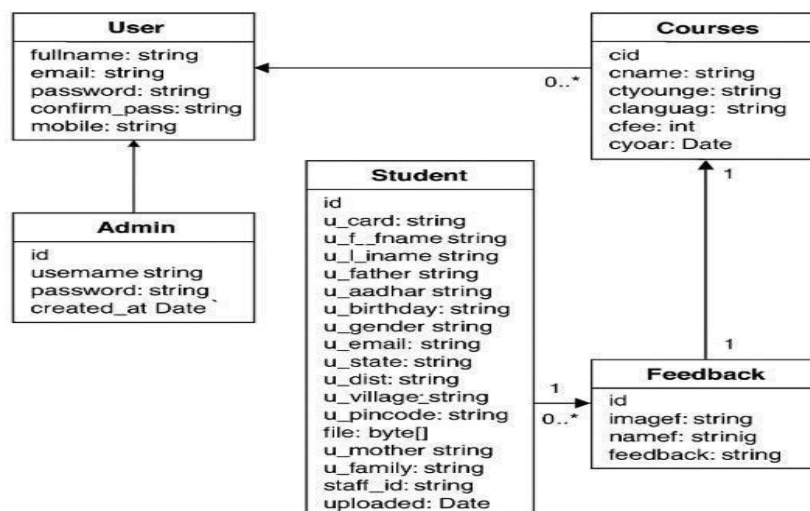 User
fullname: string
email: string
password: string
confirm_pass: string
mobile: string
Courses
cid
cname: string
ctyounge: string
clanguag: string
cfee: int
cyoar: Date
0..*
1
Admin
id
usemame string
password: string
created_at Date`
Student
id
u_card: string
u_f__fname string
u_l_iname string
u_father string
u_aadhar string
u_birthday: string
u_gender string
u_email: string
u_state: string
u_dist: string
u_village: string
u_pincode: string
file: byte[]
u_mother string
u_family: string
staff_id: string
uploaded: Date
1
0..*
1
Feedback
id
imagef: string
namef: strinig
feedback: string